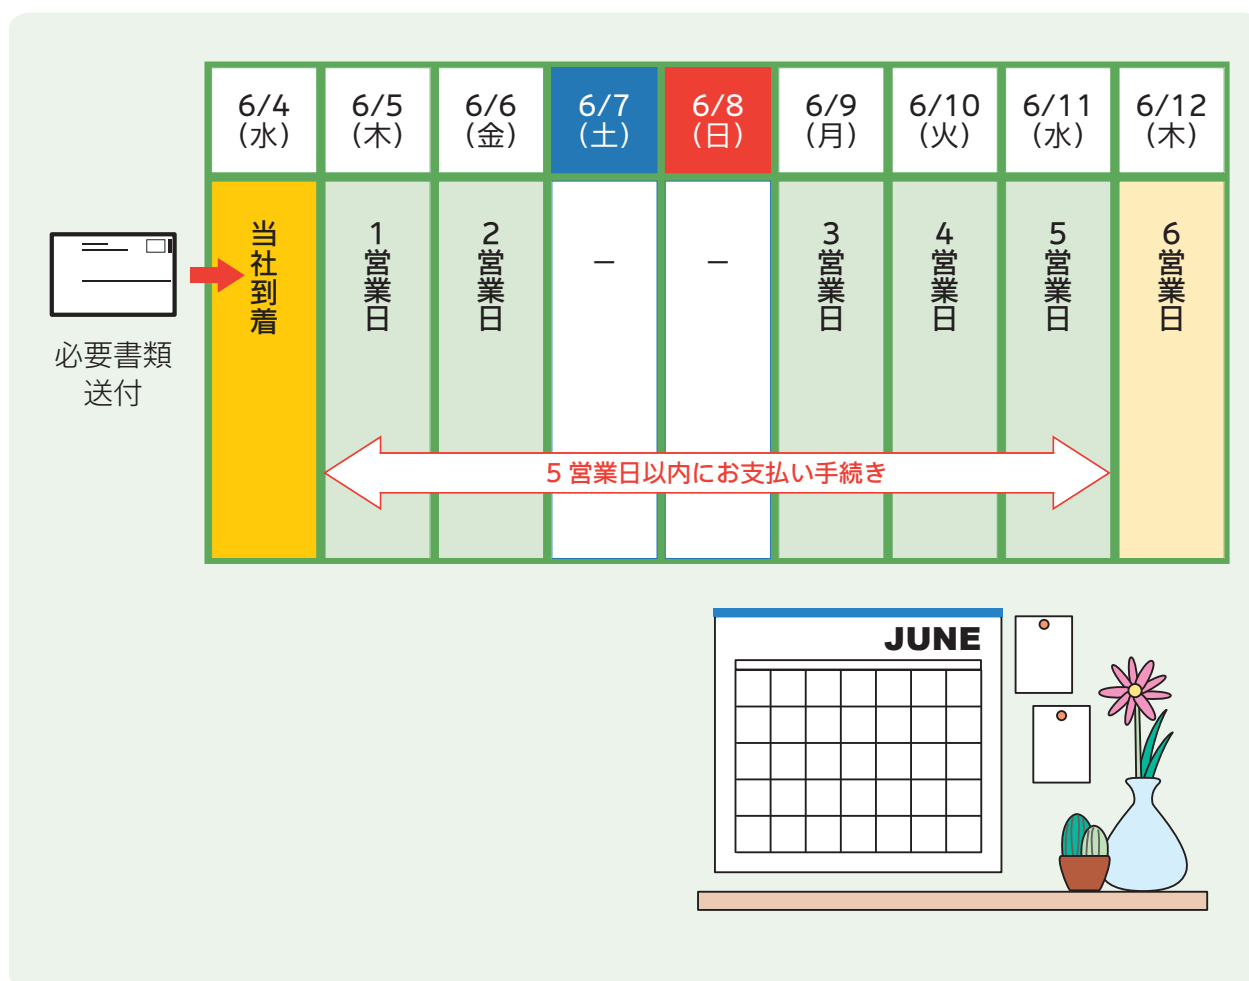 6/4
(水)
6/5
(木)
6/6
(金)
6/7
(土)
6/8
(日)
6/9
(月)
6/10
(火)
6/11
(水)
6/12
(木)
必要書類
送付
当社到着
1営業日
2営業日
–
–
3営業日
4営業日
5営業日
6営業日
5営業日以内にお支払い手続き
JUNE